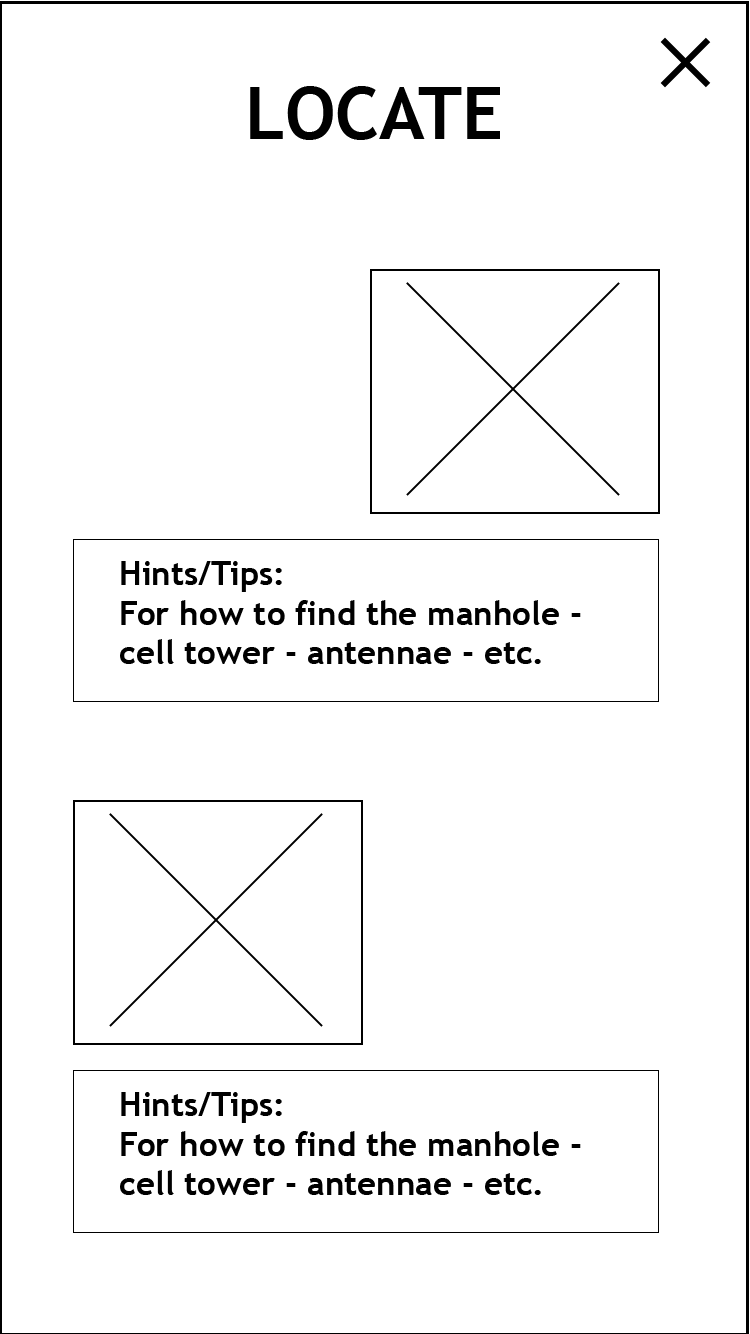 LOCATE
Hints/Tips:
For how to find the manhole -
cell tower - antennae - etc.
Hints/Tips:
For how to find the manhole -
cell tower - antennae - etc.